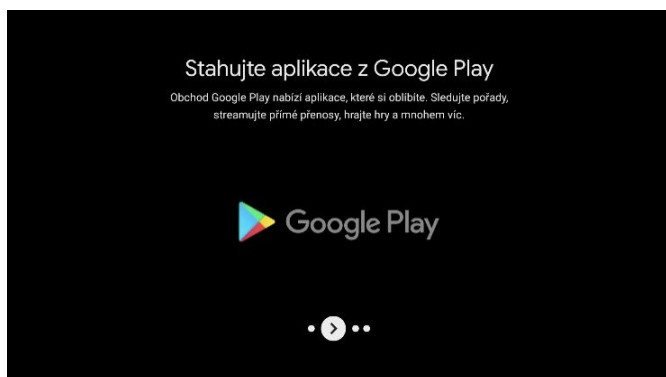 Stahujte aplikace z Google Play
Obchod Google Play nabízí aplikace, které si oblíbíte. Sledujte pořady,
streamujte přímé přenosy, hrajte hry a mnohem víc.
Google Play